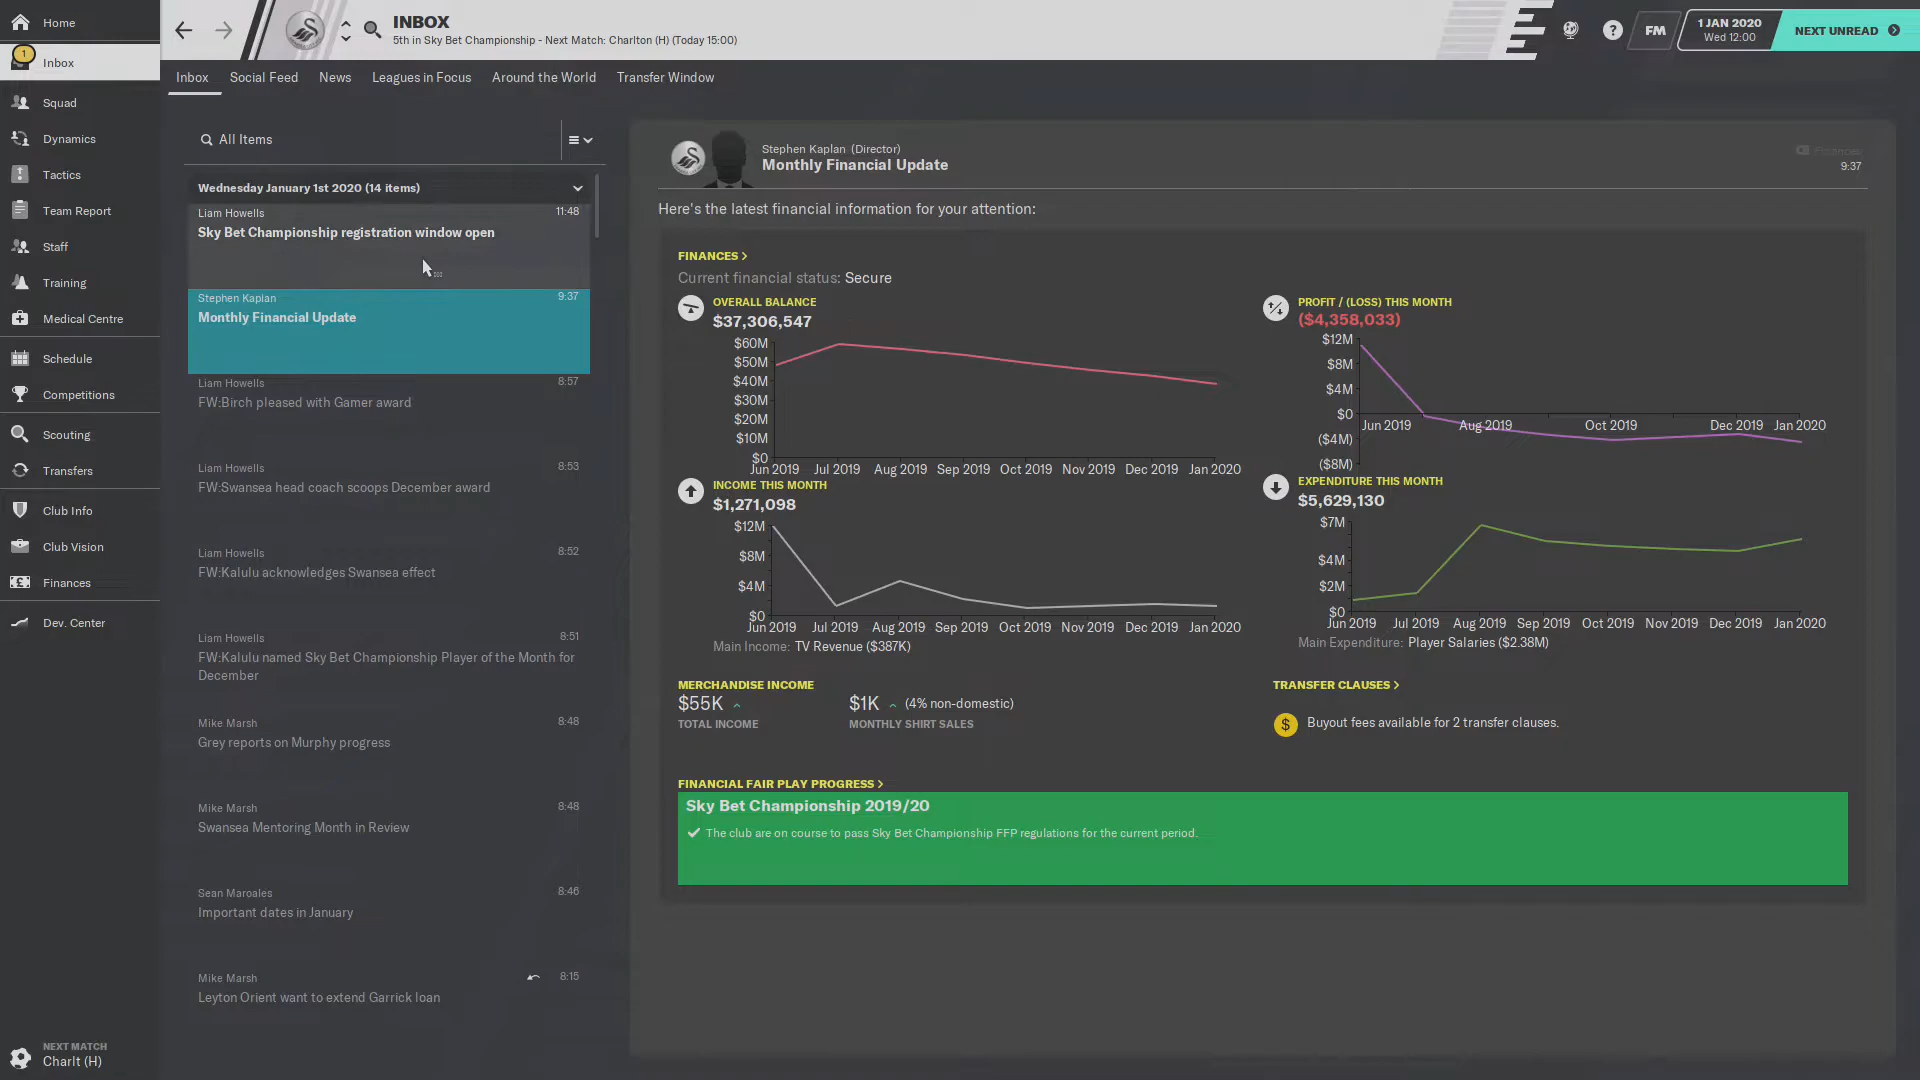 Home
1
Inbox
Squad
Dynamics
Tactics
Team Report
Staff
Training
Medical Centre
Schedule
Competitions
Scouting
Transfers
Club Info
Club Vision
Finances
Dev. Center
NEXT MATCH
Charlt (H)
INBOX
5th in Sky Bet Championship - Next Match: Charlton (H) (Today 15:00)
?
FM
1 JAN 2020
Wed 12:00
NEXT UNREAD
Inbox Social Feed News Leagues in Focus Around the World Transfer Window
All Items
Wednesday January 1st 2020 (14 items)
Liam Howells 11:48
Sky Bet Championship registration window open
Stephen Kaplan 9:37
Monthly Financial Update
Liam Howells 8:57
FW:Birch pleased with Gamer award
Liam Howells 8:53
FW:Swansea head coach scoops December award
Liam Howells 8:52
FW:Kalulu acknowledges Swansea effect
Liam Howells 8:51
FW:Kalulu named Sky Bet Championship Player of the Month for
December
Mike Marsh 8:48
Grey reports on Murphy progress
Mike Marsh 8:48
Swansea Mentoring Month in Review
Sean Maroales 8:46
Important dates in January
Mike Marsh 8:15
Leyton Orient want to extend Garrick loan
Stephen Kaplan (Director)
Monthly Financial Update
Finances
9:37
Here's the latest financial information for your attention:
FINANCES >
Current financial status: Secure
OVERALL BALANCE
$37,306,547
$60M
$50M
$40M
$30M
$20M
$10M
$0
Jun 2019 Jul 2019 Aug 2019 Sep 2019 Oct 2019 Nov 2019 Dec 2019 Jan 2020
PROFIT / (LOSS) THIS MONTH
($4,358,033)
$12M
$8M
$4M
$0
($4M)
($8M)
Jun 2019 Aug 2019 Oct 2019 Dec 2019 Jan 2020
INCOME THIS MONTH
$1,271,098
$12M
$8M
$4M
$0
Jun 2019 Jul 2019 Aug 2019 Sep 2019 Oct 2019 Nov 2019 Dec 2019 Jan 2020
Main Income: TV Revenue ($387K)
EXPENDITURE THIS MONTH
$5,629,130
$7M
$4M
$2M
$0
Jun 2019 Jul 2019 Aug 2019 Sep 2019 Oct 2019 Nov 2019 Dec 2019 Jan 2020
Main Expenditure: Player Salaries ($2.38M)
MERCHANDISE INCOME
$55K
TOTAL INCOME
$1K (4% non-domestic)
MONTHLY SHIRT SALES
TRANSFER CLAUSES >
$ Buyout fees available for 2 transfer clauses.
FINANCIAL FAIR PLAY PROGRESS >
Sky Bet Championship 2019/20
The club are on course to pass Sky Bet Championship FFP regulations for the current period.